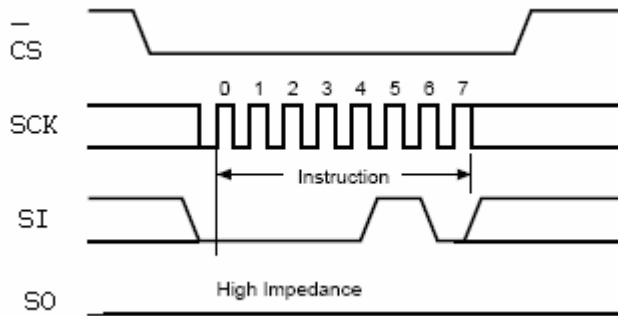 CS
0 1 2 3 4 5 6 7
SCK
Instruction
SI
High Impedance
SO